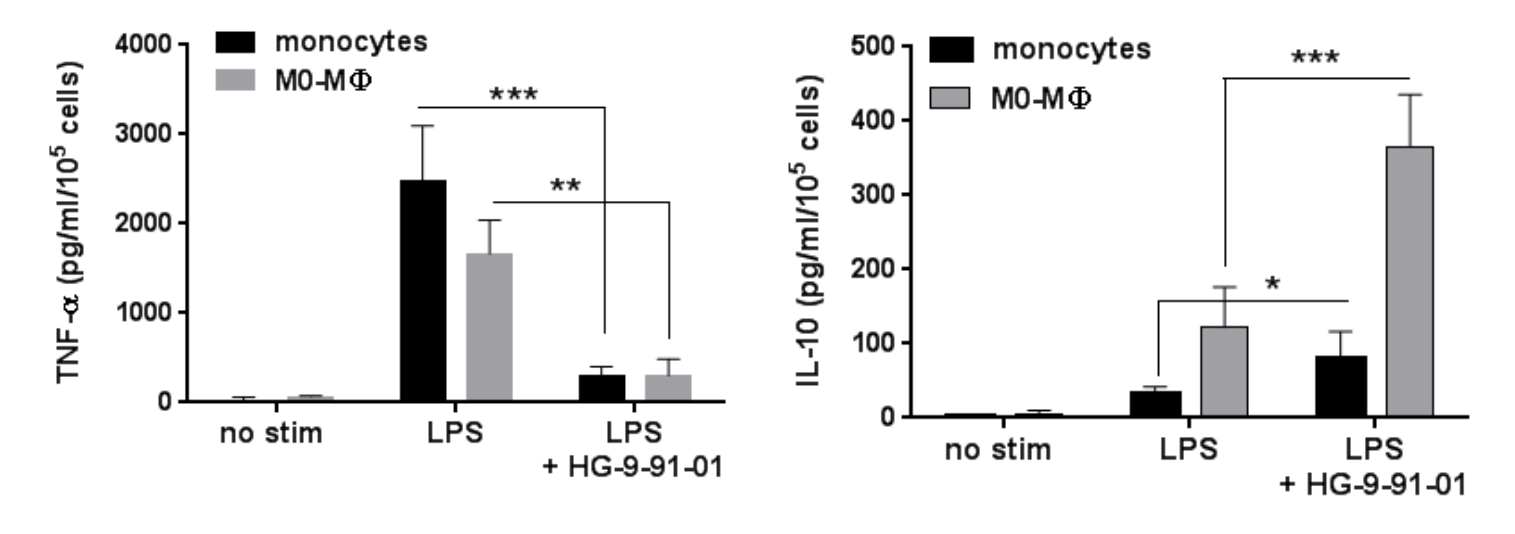 4000
3000
2000
1000
0
TNF-α (pg/ml/10⁵ cells)
monocytes
M0-MΦ
***
**
no stim
LPS
LPS
+ HG-9-91-01
500
400
300
200
100
0
IL-10 (pg/ml/10⁵ cells)
monocytes
M0-MΦ
***
*
no stim
LPS
LPS
+ HG-9-91-01